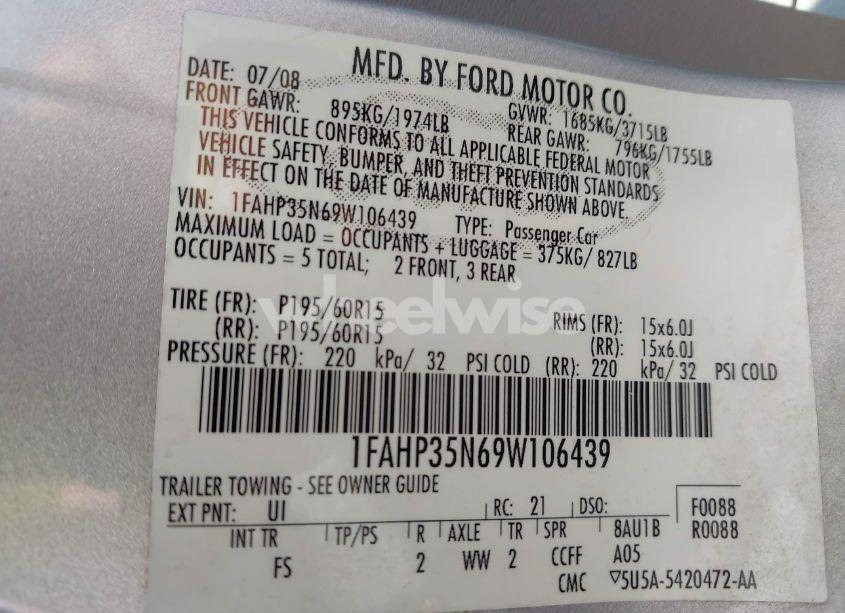 MFD. BY FORD MOTOR CO.
DATE: 07/08
GVWR: 1685KG/3715LB
FRONT GAWR: 895KG/1974LB
REAR GAWR: 796KG/1755LB
THIS VEHICLE CONFORMS TO ALL APPLICABLE FEDERAL MOTOR
VEHICLE SAFETY, BUMPER, AND THEFT PREVENTION STANDARDS
IN EFFECT ON THE DATE OF MANUFACTURE SHOWN ABOVE.
VIN: 1FAHP35N69W106439 TYPE: Passenger Car
MAXIMUM LOAD = OCCUPANTS + LUGGAGE = 375KG/ 827LB
OCCUPANTS = 5 TOTAL; 2 FRONT, 3 REAR
wheelwise
TIRE (FR): P195/60R15 RIMS (FR): 15x6.0J
(RR): P195/60R15 (RR): 15x6.0J
PRESSURE (FR): 220 kPa/ 32 PSI COLD (RR): 220 kPa/ 32 PSI COLD
1FAHP35N69W106439
TRAILER TOWING - SEE OWNER GUIDE
EXT PNT: UI RC: 21 DSO: F0088
INT TR TP/PS R AXLE TR SPR 8AU1B R0088
FS 2 WW 2 CCFF A05
CMC ▽5U5A-5420472-AA